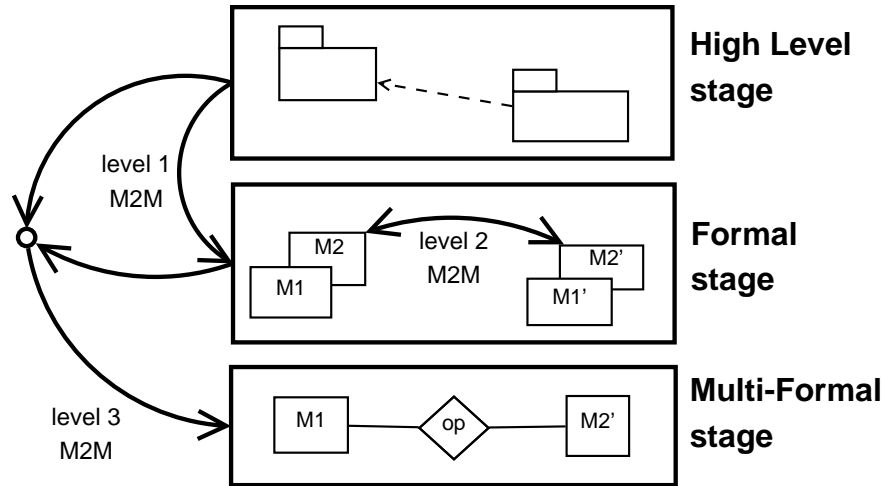 High Level
stage
level 1
M2M
M2
M1
level 2
M2M
M2'
M1’
Formal
stage
level 3
M2M
M1
op
M2'
Multi-Formal
stage